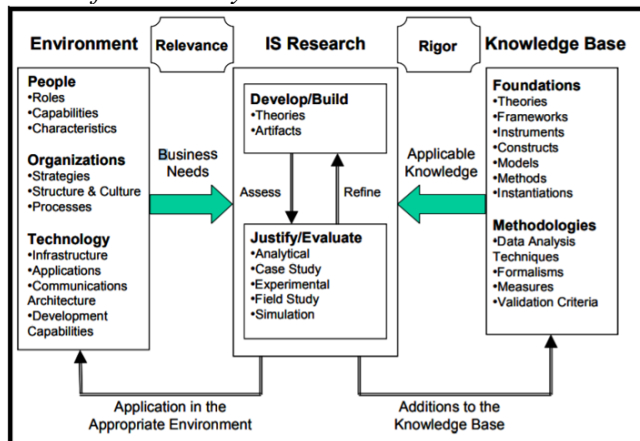 Environment
Relevance
IS Research
Rigor
Knowledge Base
People
•Roles
•Capabilities
•Characteristics
Organizations
•Strategies
•Structure & Culture
•Processes
Technology
•Infrastructure
•Applications
•Communications
Architecture
•Development
Capabilities
Business
Needs
Develop/Build
•Theories
•Artifacts
Assess
Refine
Justify/Evaluate
•Analytical
•Case Study
•Experimental
•Field Study
•Simulation
Applicable
Knowledge
Foundations
•Theories
•Frameworks
•Instruments
•Constructs
•Models
•Methods
•Instantiations
Methodologies
•Data Analysis
Techniques
•Formalisms
•Measures
•Validation Criteria
Application in the
Appropriate Environment
Additions to the
Knowledge Base